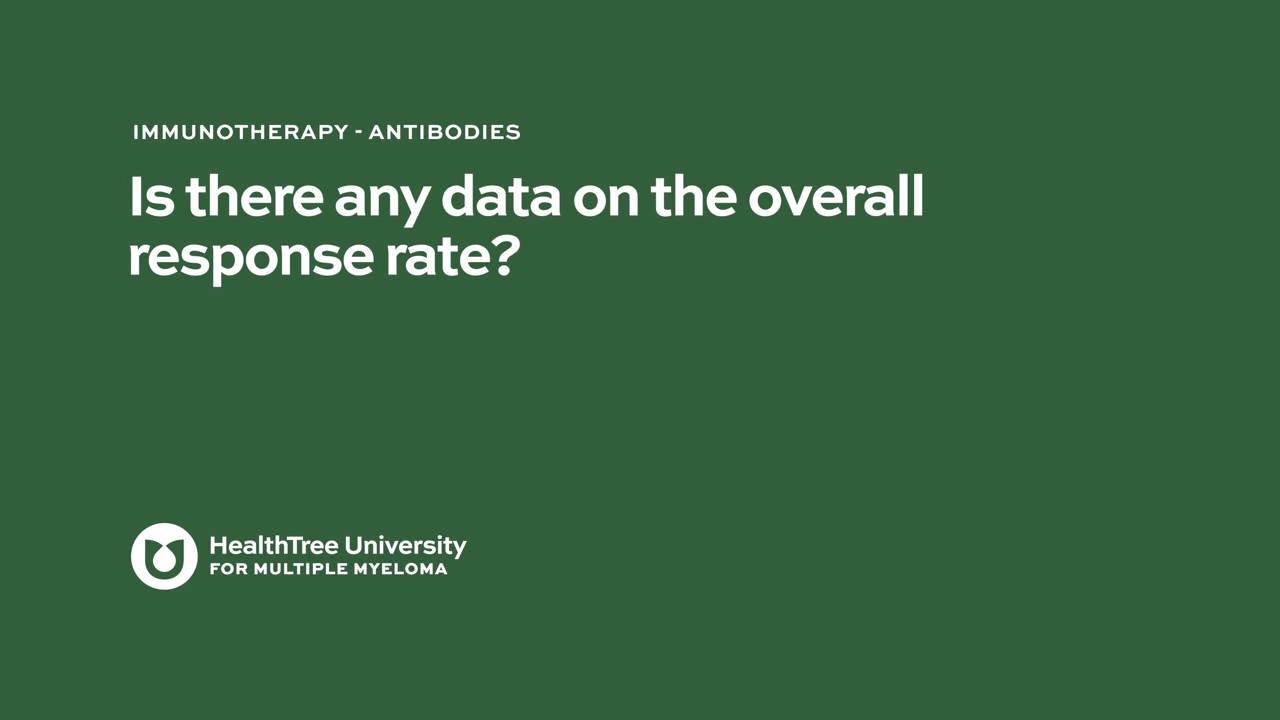 IMMUNOTHERAPY - ANTIBODIES
Is there any data on the overall
response rate?
HealthTree University
FOR MULTIPLE MYELOMA